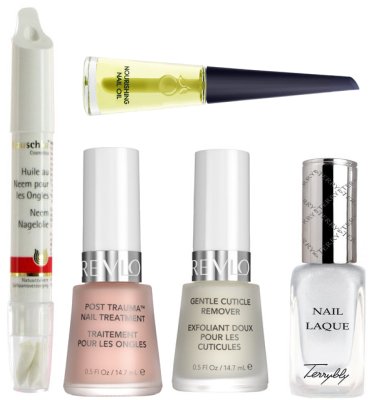 NOURISHING
NAIL OIL
Huile au
Neem pour
les Ongles
Neem
Nagelolie
REVLO
POST TRAUMA™
NAIL TREATMENT
TRAITEMENT
POUR LES ONGLES
0.5 Fl Oz / 14.7 mL ℮
REVLO
GENTLE CUTICLE
REMOVER
EXFOLIANT DOUX
POUR LES
CUTICULES
0.5 Fl Oz / 14.7 mL ℮
NAIL
LAQUE
Terrybly